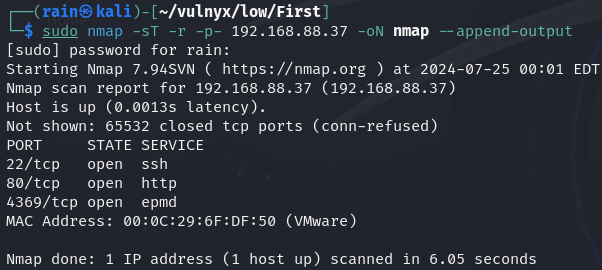 ┌──(rain㉿kali)-[~/vulnyx/low/First]
└─$ sudo nmap -sT -r -p- 192.168.88.37 -oN nmap --append-output
[sudo] password for rain:
Starting Nmap 7.94SVN ( https://nmap.org ) at 2024-07-25 00:01 EDT
Nmap scan report for 192.168.88.37 (192.168.88.37)
Host is up (0.0013s latency).
Not shown: 65532 closed tcp ports (conn-refused)
PORT     STATE SERVICE
22/tcp   open  ssh
80/tcp   open  http
4369/tcp open  epmd
MAC Address: 00:0C:29:6F:DF:50 (VMware)
Nmap done: 1 IP address (1 host up) scanned in 6.05 seconds